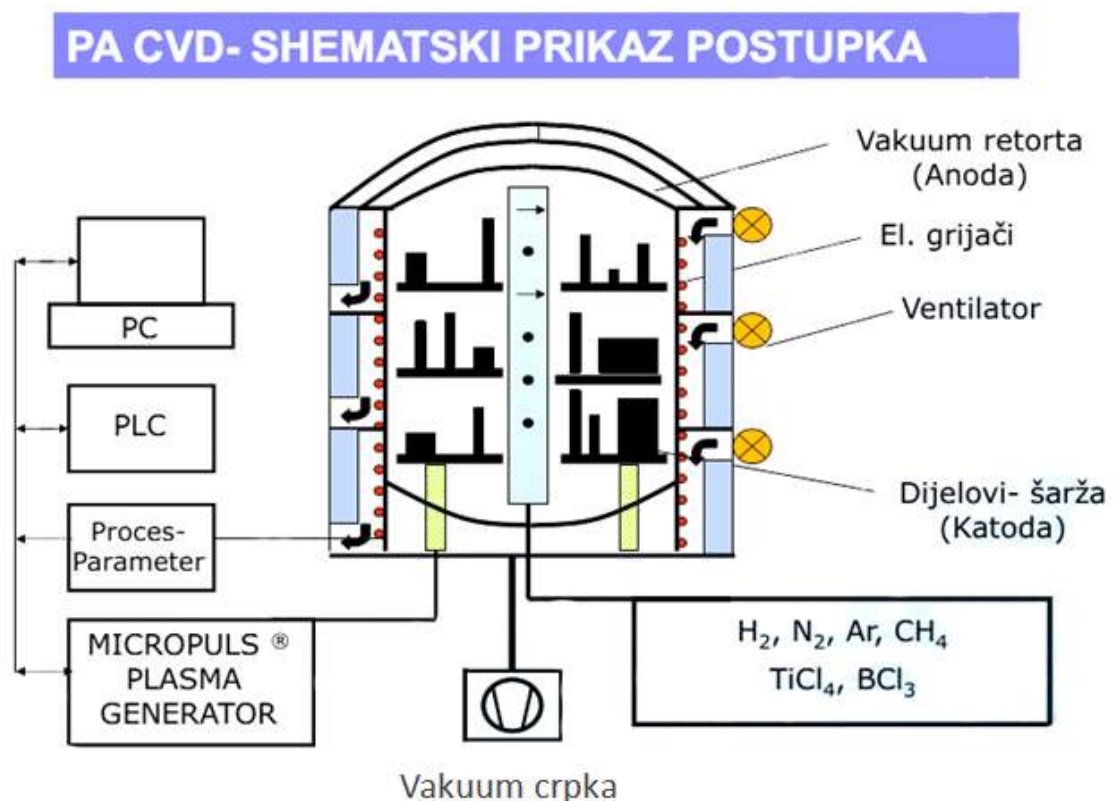 PA CVD- SHEMATSKI PRIKAZ POSTUPKA
Vakuum retorta
(Anoda)
El. grijači
Ventilator
Dijelovi- šarža
(Katoda)
PC
PLC
Proces-
Parameter
MICROPULS ®
PLASMA
GENERATOR
H₂, N₂, Ar, CH₄
TiCl₄, BCl₃
Vakuum crpka